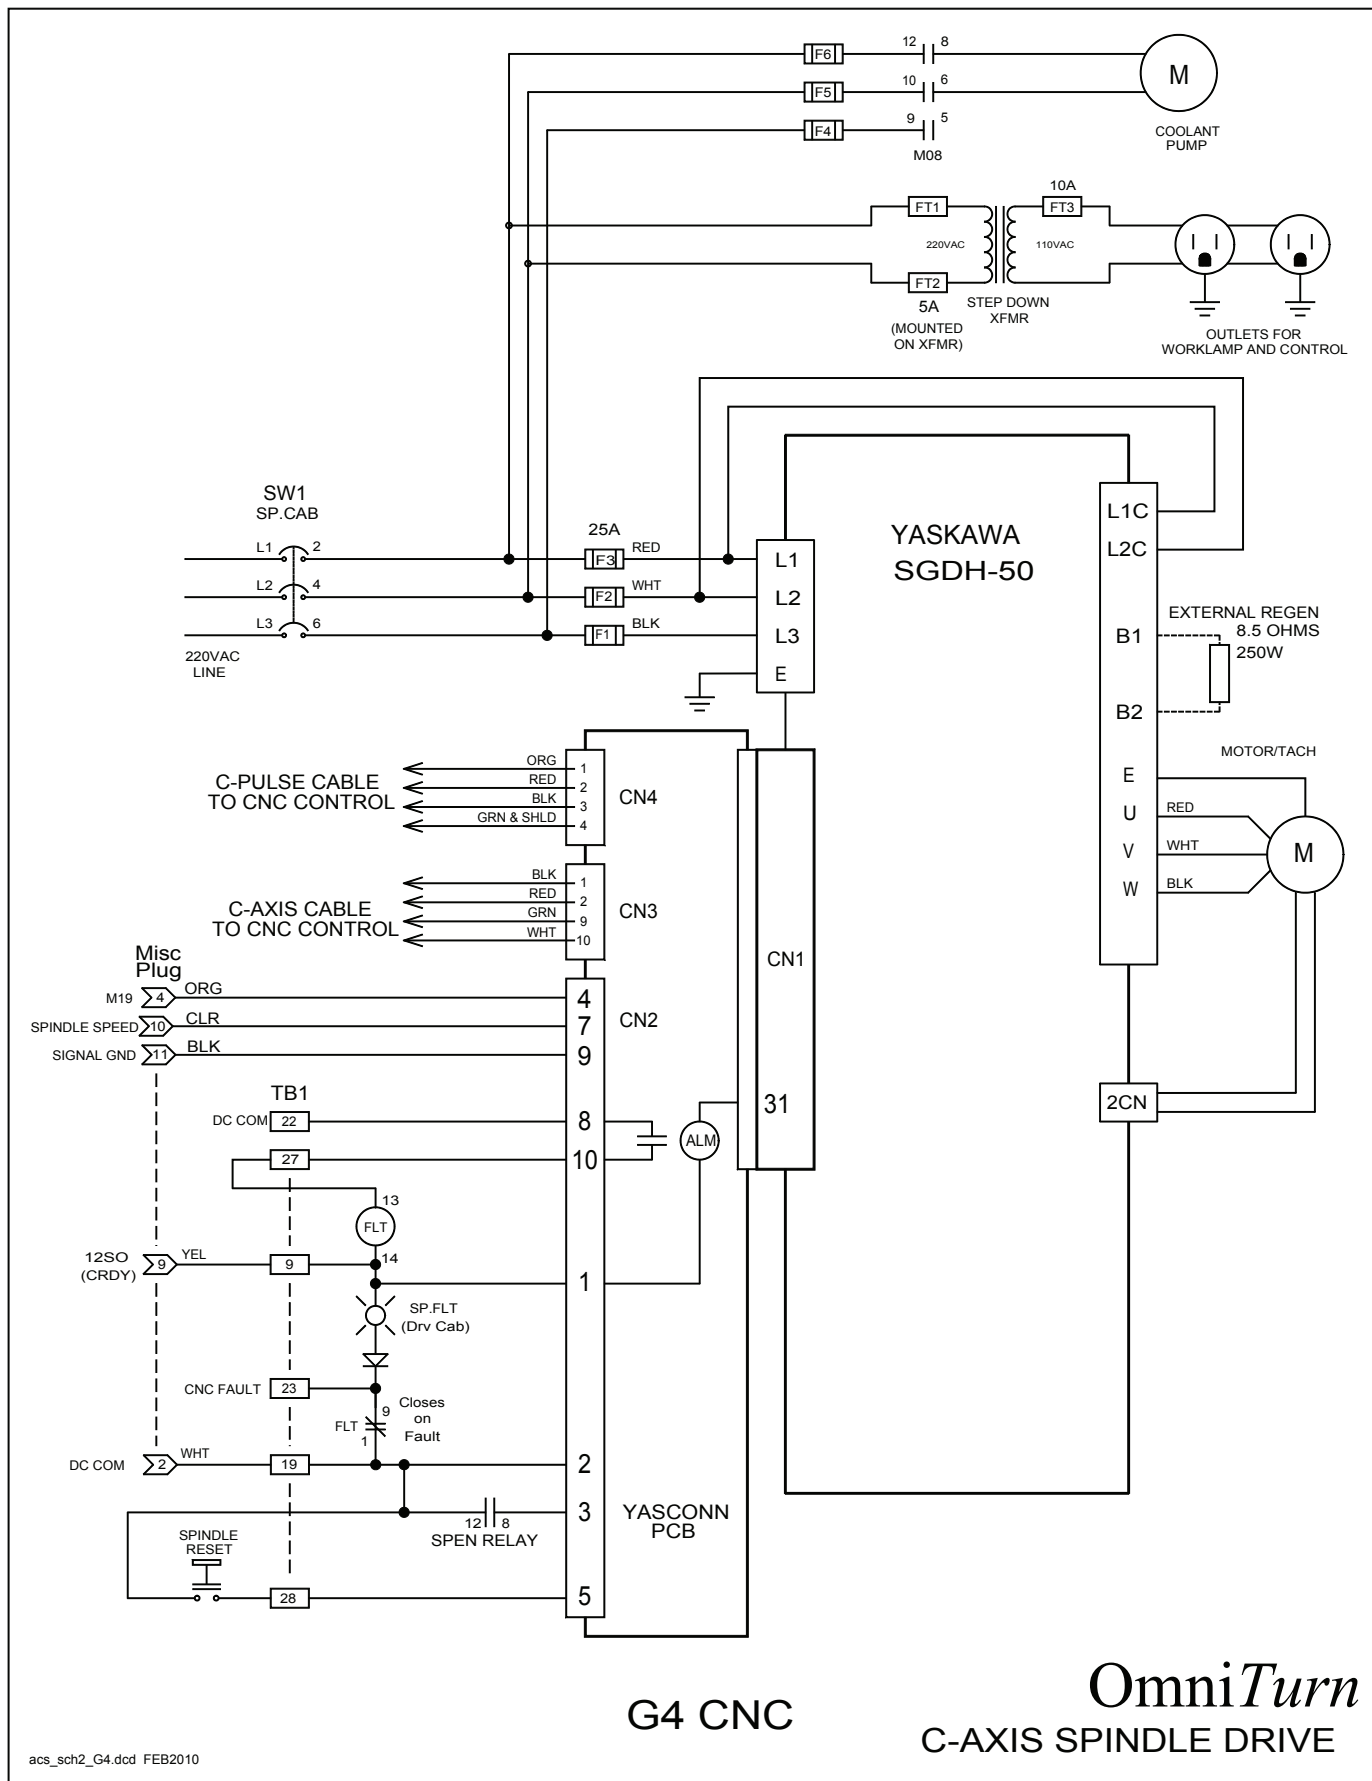 F6
12
8
M
F5
10
6
F4
9
5
M08
COOLANT
PUMP
10A
FT1
FT3
220VAC
110VAC
FT2
5A
(MOUNTED
ON XFMR)
STEP DOWN
XFMR
OUTLETS FOR
WORKLAMP AND CONTROL
SW1
SP.CAB
L1
2
L2
4
L3
6
220VAC
LINE
25A
F3
RED
F2
WHT
F1
BLK
L1
L2
L3
E
YASKAWA
SGDH-50
L1C
L2C
B1
B2
EXTERNAL REGEN
8.5 OHMS
250W
MOTOR/TACH
E
U
RED
V
WHT
W
BLK
M
2CN
C-PULSE CABLE
TO CNC CONTROL
ORG
1
RED
2
BLK
3
GRN & SHLD
4
CN4
C-AXIS CABLE
TO CNC CONTROL
BLK
1
RED
2
GRN
9
WHT
10
CN3
CN1
31
Misc
Plug
M19
4
ORG
4
SPINDLE SPEED
10
CLR
7
SIGNAL GND
11
BLK
9
CN2
TB1
DC COM
22
8
27
10
ALM
13
FLT
14
12SO
(CRDY)
9
YEL
9
1
SP.FLT
(Drv Cab)
CNC FAULT
23
FLT
9
1
Closes
on
Fault
DC COM
2
WHT
19
2
12
8
SPEN RELAY
3
YASCONN
PCB
SPINDLE
RESET
28
5
G4 CNC
OmniTurn
C-AXIS SPINDLE DRIVE
acs_sch2_G4.dcd FEB2010